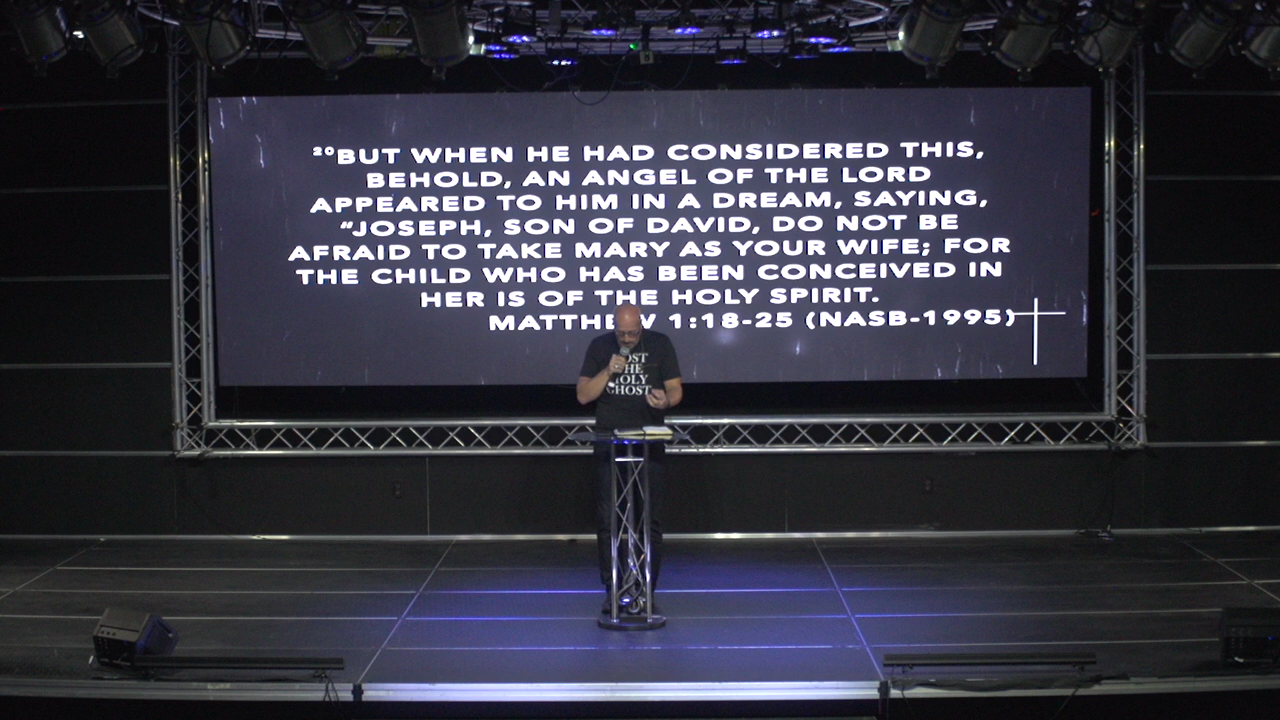 ²⁰BUT WHEN HE HAD CONSIDERED THIS,
BEHOLD, AN ANGEL OF THE LORD
APPEARED TO HIM IN A DREAM, SAYING,
“JOSEPH, SON OF DAVID, DO NOT BE
AFRAID TO TAKE MARY AS YOUR WIFE; FOR
THE CHILD WHO HAS BEEN CONCEIVED IN
HER IS OF THE HOLY SPIRIT.
MATTHEW 1:18-25 (NASB-1995)
HOLY
GHOST